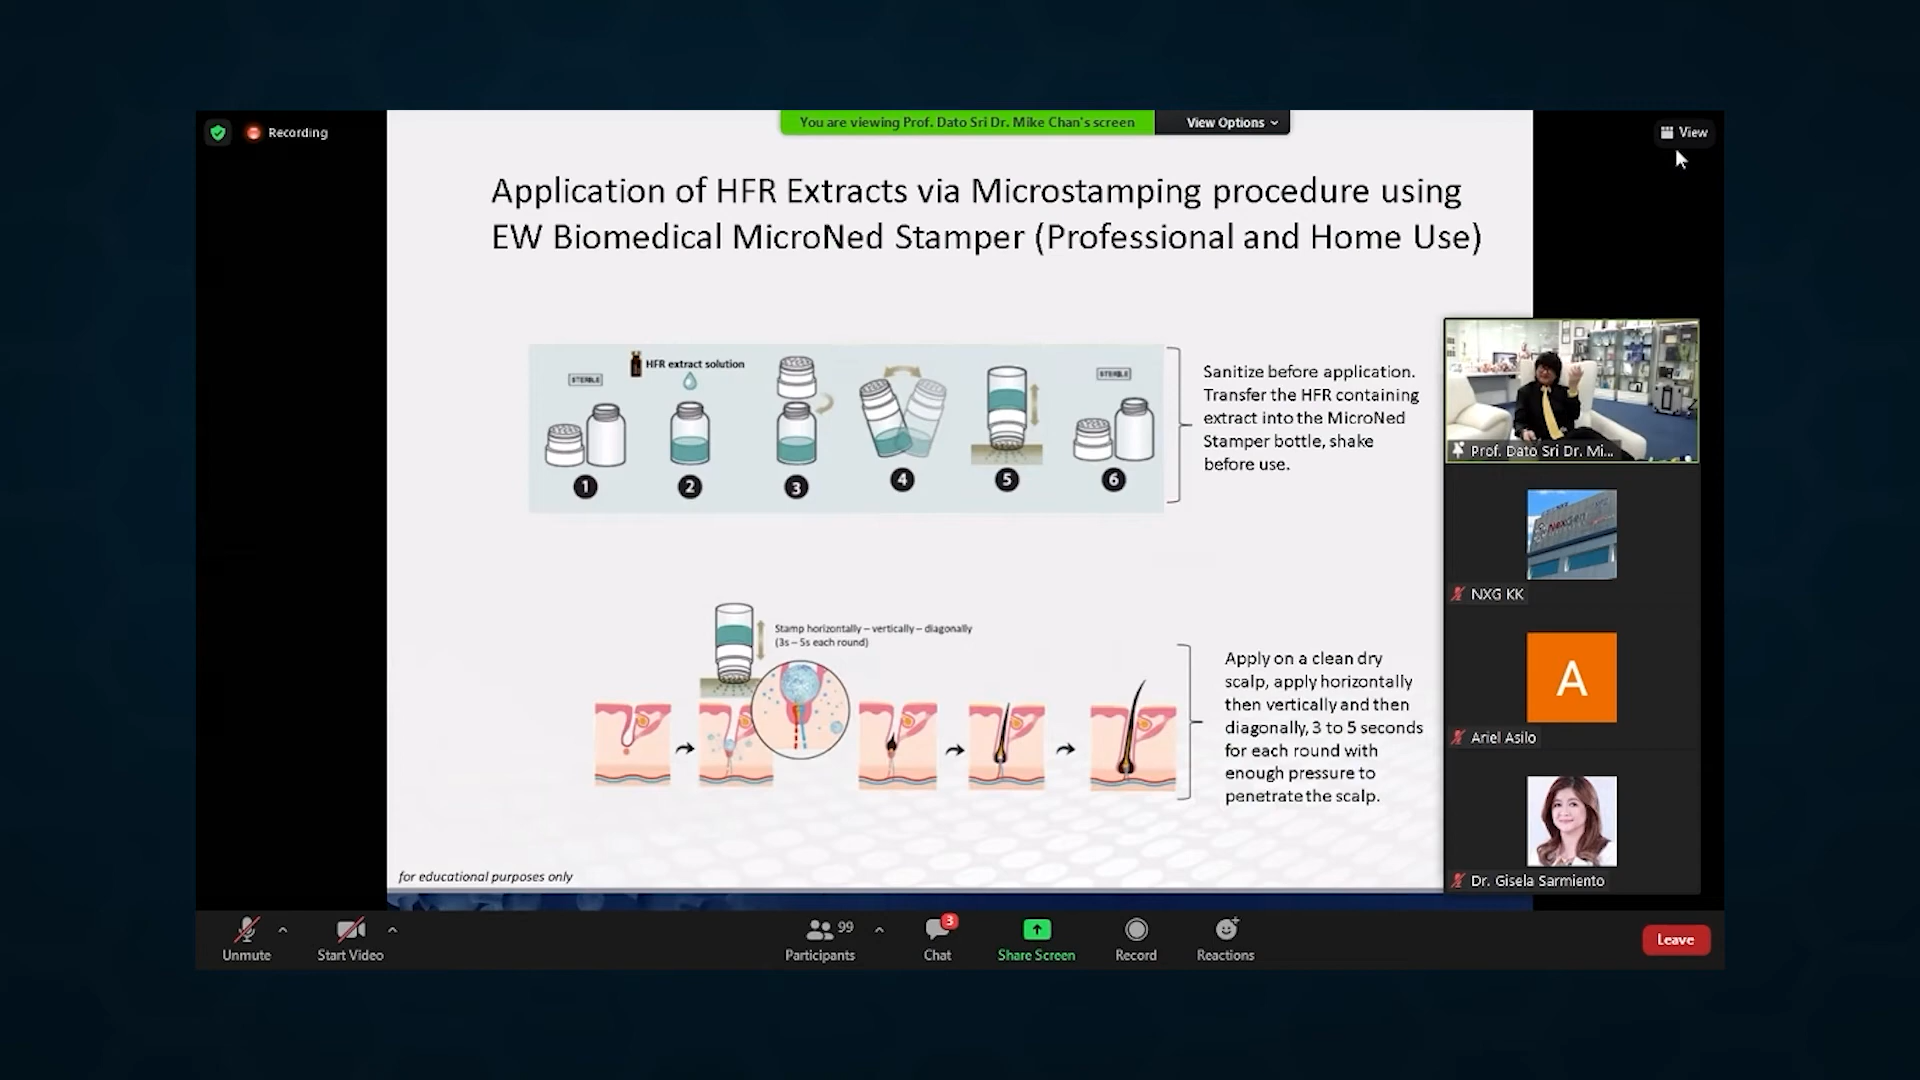 Recording
You are viewing Prof. Dato Sri Dr. Mike Chan's screen
View Options
View
Application of HFR Extracts via Microstamping procedure using
EW Biomedical MicroNed Stamper (Professional and Home Use)
STERILE
HFR extract solution
STERILE
1
2
3
4
5
6
Sanitize before application.
Transfer the HFR containing
extract into the MicroNed
Stamper bottle, shake
before use.
Stamp horizontally – vertically – diagonally
(3s – 5s each round)
Apply on a clean dry
scalp, apply horizontally
then vertically and then
diagonally, 3 to 5 seconds
for each round with
enough pressure to
penetrate the scalp.
for educational purposes only
Prof. Dato Sri Dr. Mi...
NexGen
NXG KK
A
Ariel Asilo
Dr. Gisela Sarmiento
Unmute
Start Video
99
Participants
3
Chat
Share Screen
Record
Reactions
Leave